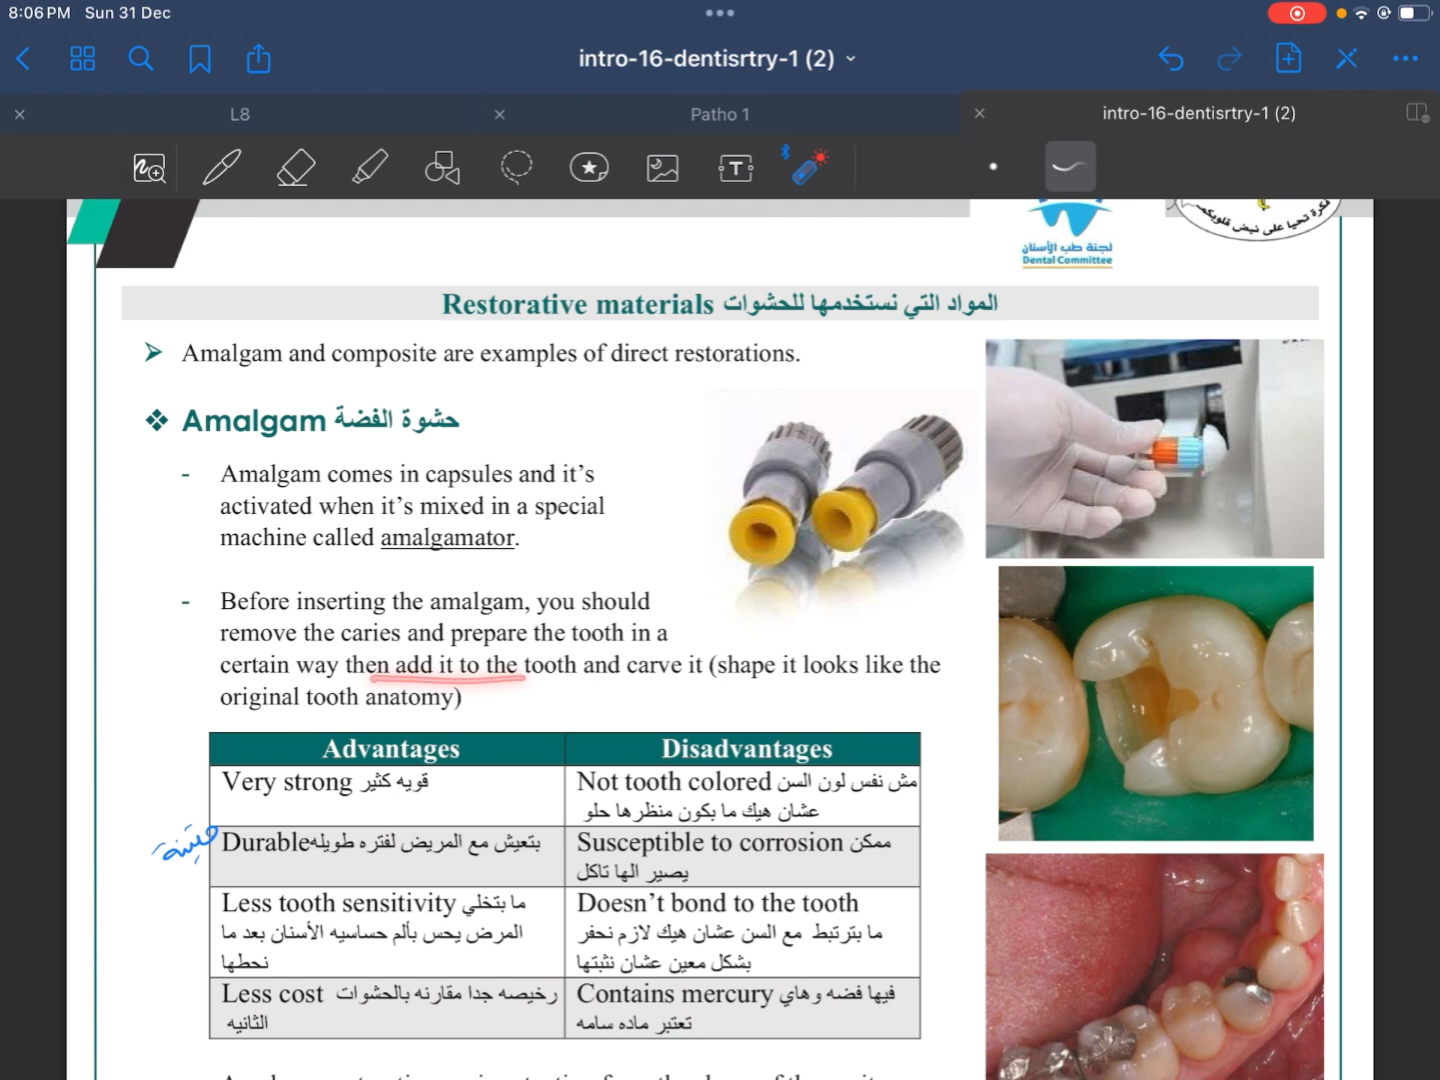 8:06 PM Sun 31 Dec
intro-16-dentisrtry-1 (2)
L8
Patho 1
intro-16-dentisrtry-1 (2)
T
فكرة تحيا على نبض قلوبكم
لجنة طب الأسنان
Dental Committee
Restorative materials المواد التي نستخدمها للحشوات
➢ Amalgam and composite are examples of direct restorations.
❖ Amalgam حشوة الفضة
- Amalgam comes in capsules and it’s
activated when it’s mixed in a special
machine called amalgamator.
- Before inserting the amalgam, you should
remove the caries and prepare the tooth in a
certain way then add it to the tooth and carve it (shape it looks like the
original tooth anatomy)
Advantages
Disadvantages
Very strong قويه كثير
Not tooth colored مش نفس لون السن
عشان هيك ما بكون منظرها حلو
متينة
Durable بتعيش مع المريض لفتره طويله
Susceptible to corrosion ممكن
يصير الها تاكل
Less tooth sensitivity ما بتخلي
المرض يحس بألم حساسيه الأسنان بعد ما
نحطها
Doesn’t bond to the tooth
ما بترتبط مع السن عشان هيك لازم نحفر
بشكل معين عشان نثبتها
Less cost رخيصه جدا مقارنه بالحشوات
الثانيه
Contains mercury فيها فضه وهاي
تعتبر ماده سامه